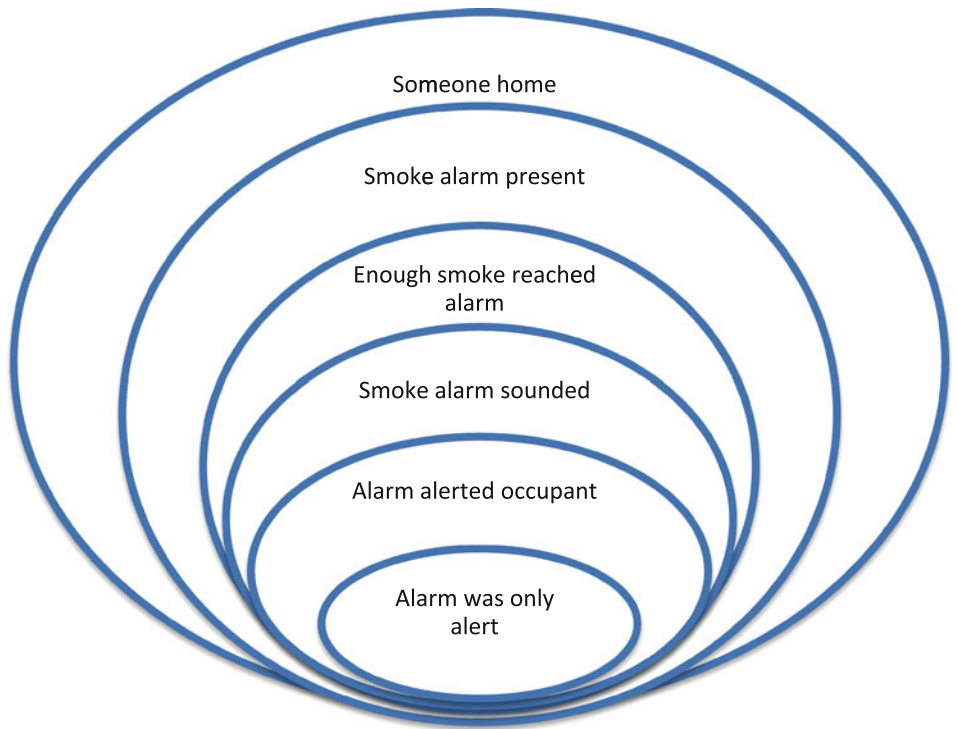 Someone home
Smoke alarm present
Enough smoke reached
alarm
Smoke alarm sounded
Alarm alerted occupant
Alarm was only
alert